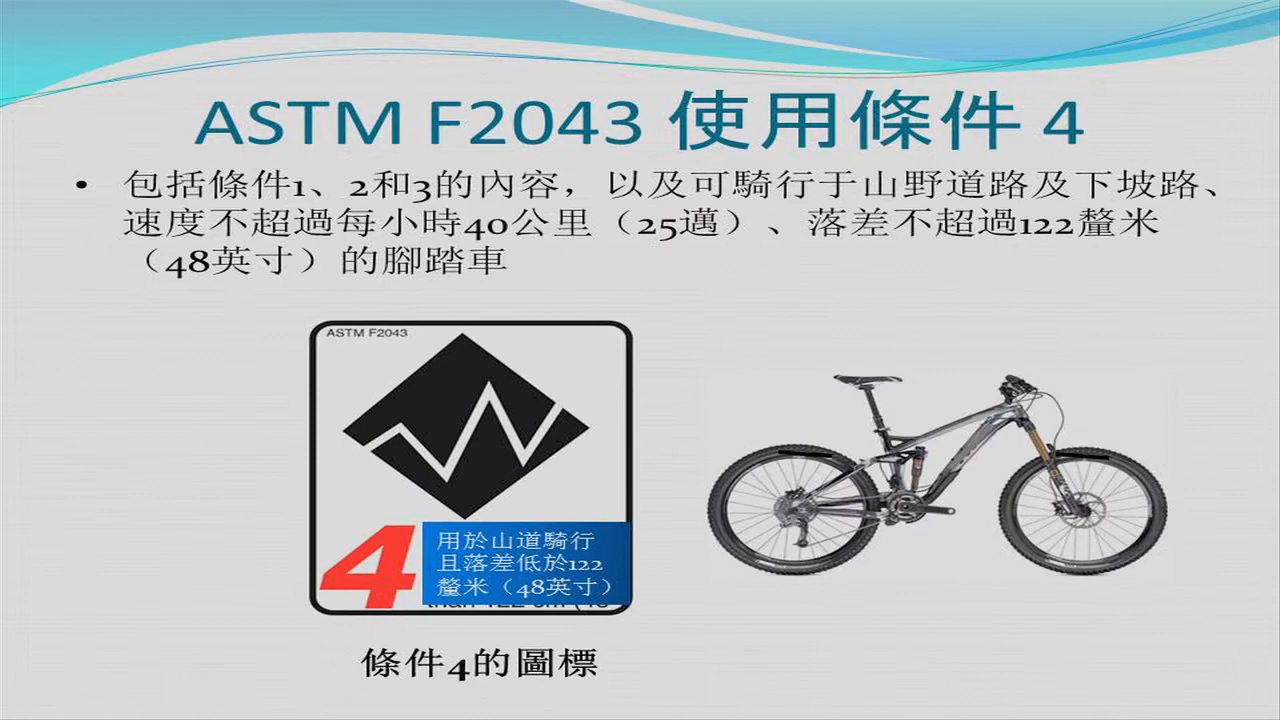 ASTM F2043 使用條件 4
• 包括條件1、2和3的內容，以及可騎行于山野道路及下坡路、
速度不超過每小時40公里（25邁）、落差不超過122釐米
（48英寸）的腳踏車
ASTM F2043
4
用於山道騎行
且落差低於122
釐米（48英寸）
條件4的圖標